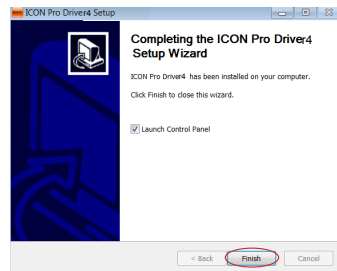 ICON Pro Driver4 Setup
Completing the ICON Pro Driver4
Setup Wizard
ICON Pro Driver4 has been installed on your computer.
Click Finish to close this wizard.
Launch Control Panel
< Back
Finish
Cancel